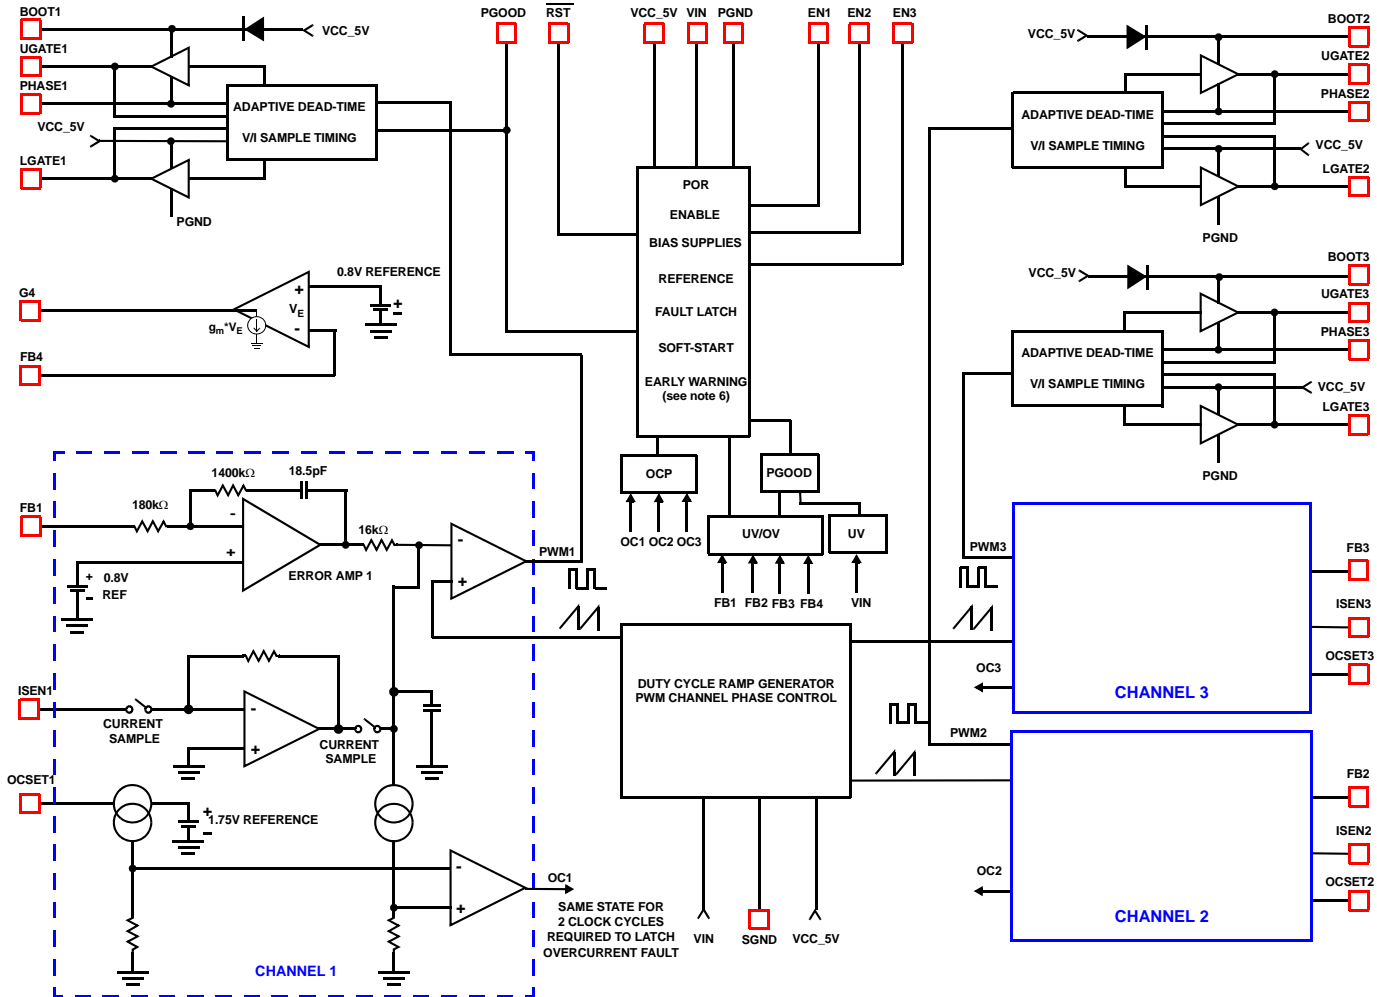 BOOT1
VCC_5V
UGATE1
PHASE1
VCC_5V
LGATE1
PGND
ADAPTIVE DEAD-TIME
V/I SAMPLE TIMING
PGOOD
RST
VCC_5V
VIN
PGND
EN1
EN2
EN3
POR
ENABLE
BIAS SUPPLIES
REFERENCE
FAULT LATCH
SOFT-START
EARLY WARNING
(see note 6)
VCC_5V
BOOT2
UGATE2
PHASE2
ADAPTIVE DEAD-TIME
V/I SAMPLE TIMING
VCC_5V
LGATE2
PGND
VCC_5V
BOOT3
UGATE3
PHASE3
ADAPTIVE DEAD-TIME
V/I SAMPLE TIMING
VCC_5V
LGATE3
PGND
G4
FB4
0.8V REFERENCE
+
VE
-
gm*VE
+
-
OCP
OC1 OC2 OC3
PGOOD
UV/OV
FB1 FB2 FB3 FB4
UV
VIN
FB1
180kΩ
1400kΩ
18.5pF
-
+
ERROR AMP 1
16kΩ
-
+
PWM1
+
-
0.8V
REF
ISEN1
CURRENT
SAMPLE
-
+
CURRENT
SAMPLE
OCSET1
+
-
1.75V REFERENCE
-
+
OC1
SAME STATE FOR
2 CLOCK CYCLES
REQUIRED TO LATCH
OVERCURRENT FAULT
CHANNEL 1
DUTY CYCLE RAMP GENERATOR
PWM CHANNEL PHASE CONTROL
VIN
SGND
VCC_5V
PWM3
OC3
CHANNEL 3
FB3
ISEN3
OCSET3
PWM2
OC2
CHANNEL 2
FB2
ISEN2
OCSET2